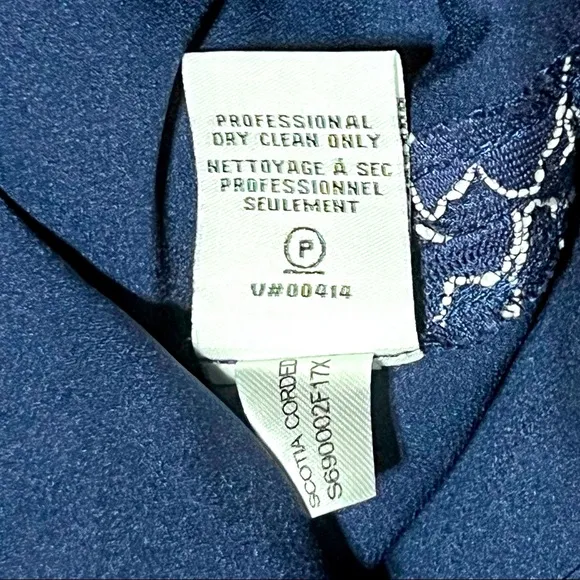 PROFESSIONAL
DRY CLEAN ONLY
NETTOYAGE À SEC
PROFESSIONNEL
SEULEMENT
P
V#00414
SCOTIA CORDED
S690002F17X